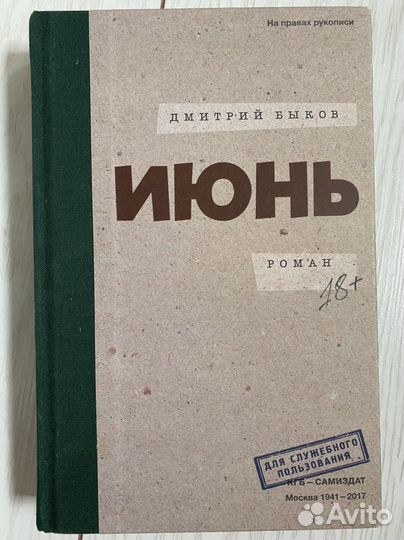 На правах рукописи
ДМИТРИЙ БЫКОВ
ИЮНЬ
РОМАН
18+
ДЛЯ СЛУЖЕБНОГО
ПОЛЬЗОВАНИЯ
КГБ – САМИЗДАТ
Москва 1941–2017
Avito